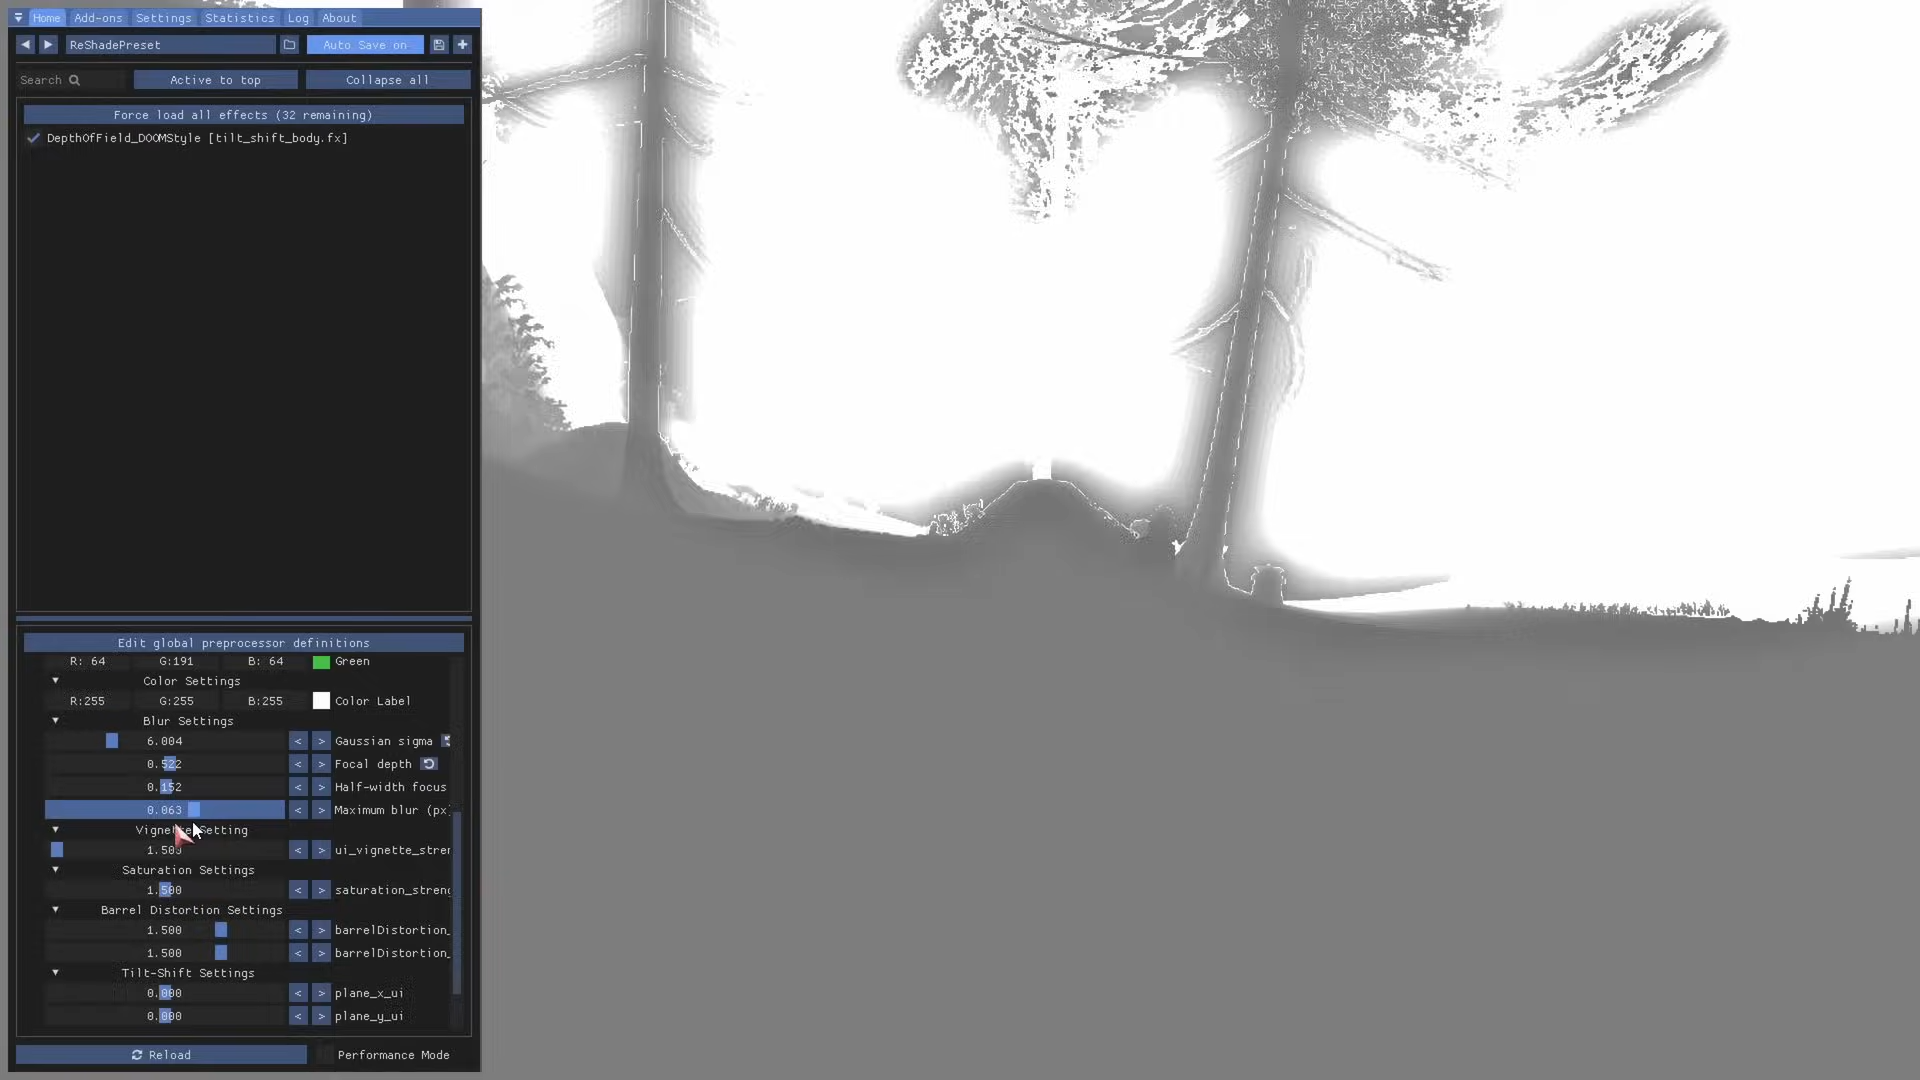 Home Add-ons Settings Statistics Log About
ReShadePreset Auto Save on
Search Active to top Collapse all
Force load all effects (32 remaining)
DepthOfField_DOOMStyle [tilt_shift_body.fx]
Edit global preprocessor definitions
R: 64 G:191 B: 64 Green
Color Settings
R:255 G:255 B:255 Color Label
Blur Settings
6.004 < > Gaussian sigma
0.522 < > Focal depth
0.152 < > Half-width focus
0.063 < > Maximum blur (px
Vignette Setting
1.500 < > ui_vignette_stren
Saturation Settings
1.500 < > saturation_streng
Barrel Distortion Settings
1.500 < > barrelDistortion_
1.500 < > barrelDistortion_
Tilt-Shift Settings
0.000 < > plane_x_ui
0.000 < > plane_y_ui
Reload Performance Mode